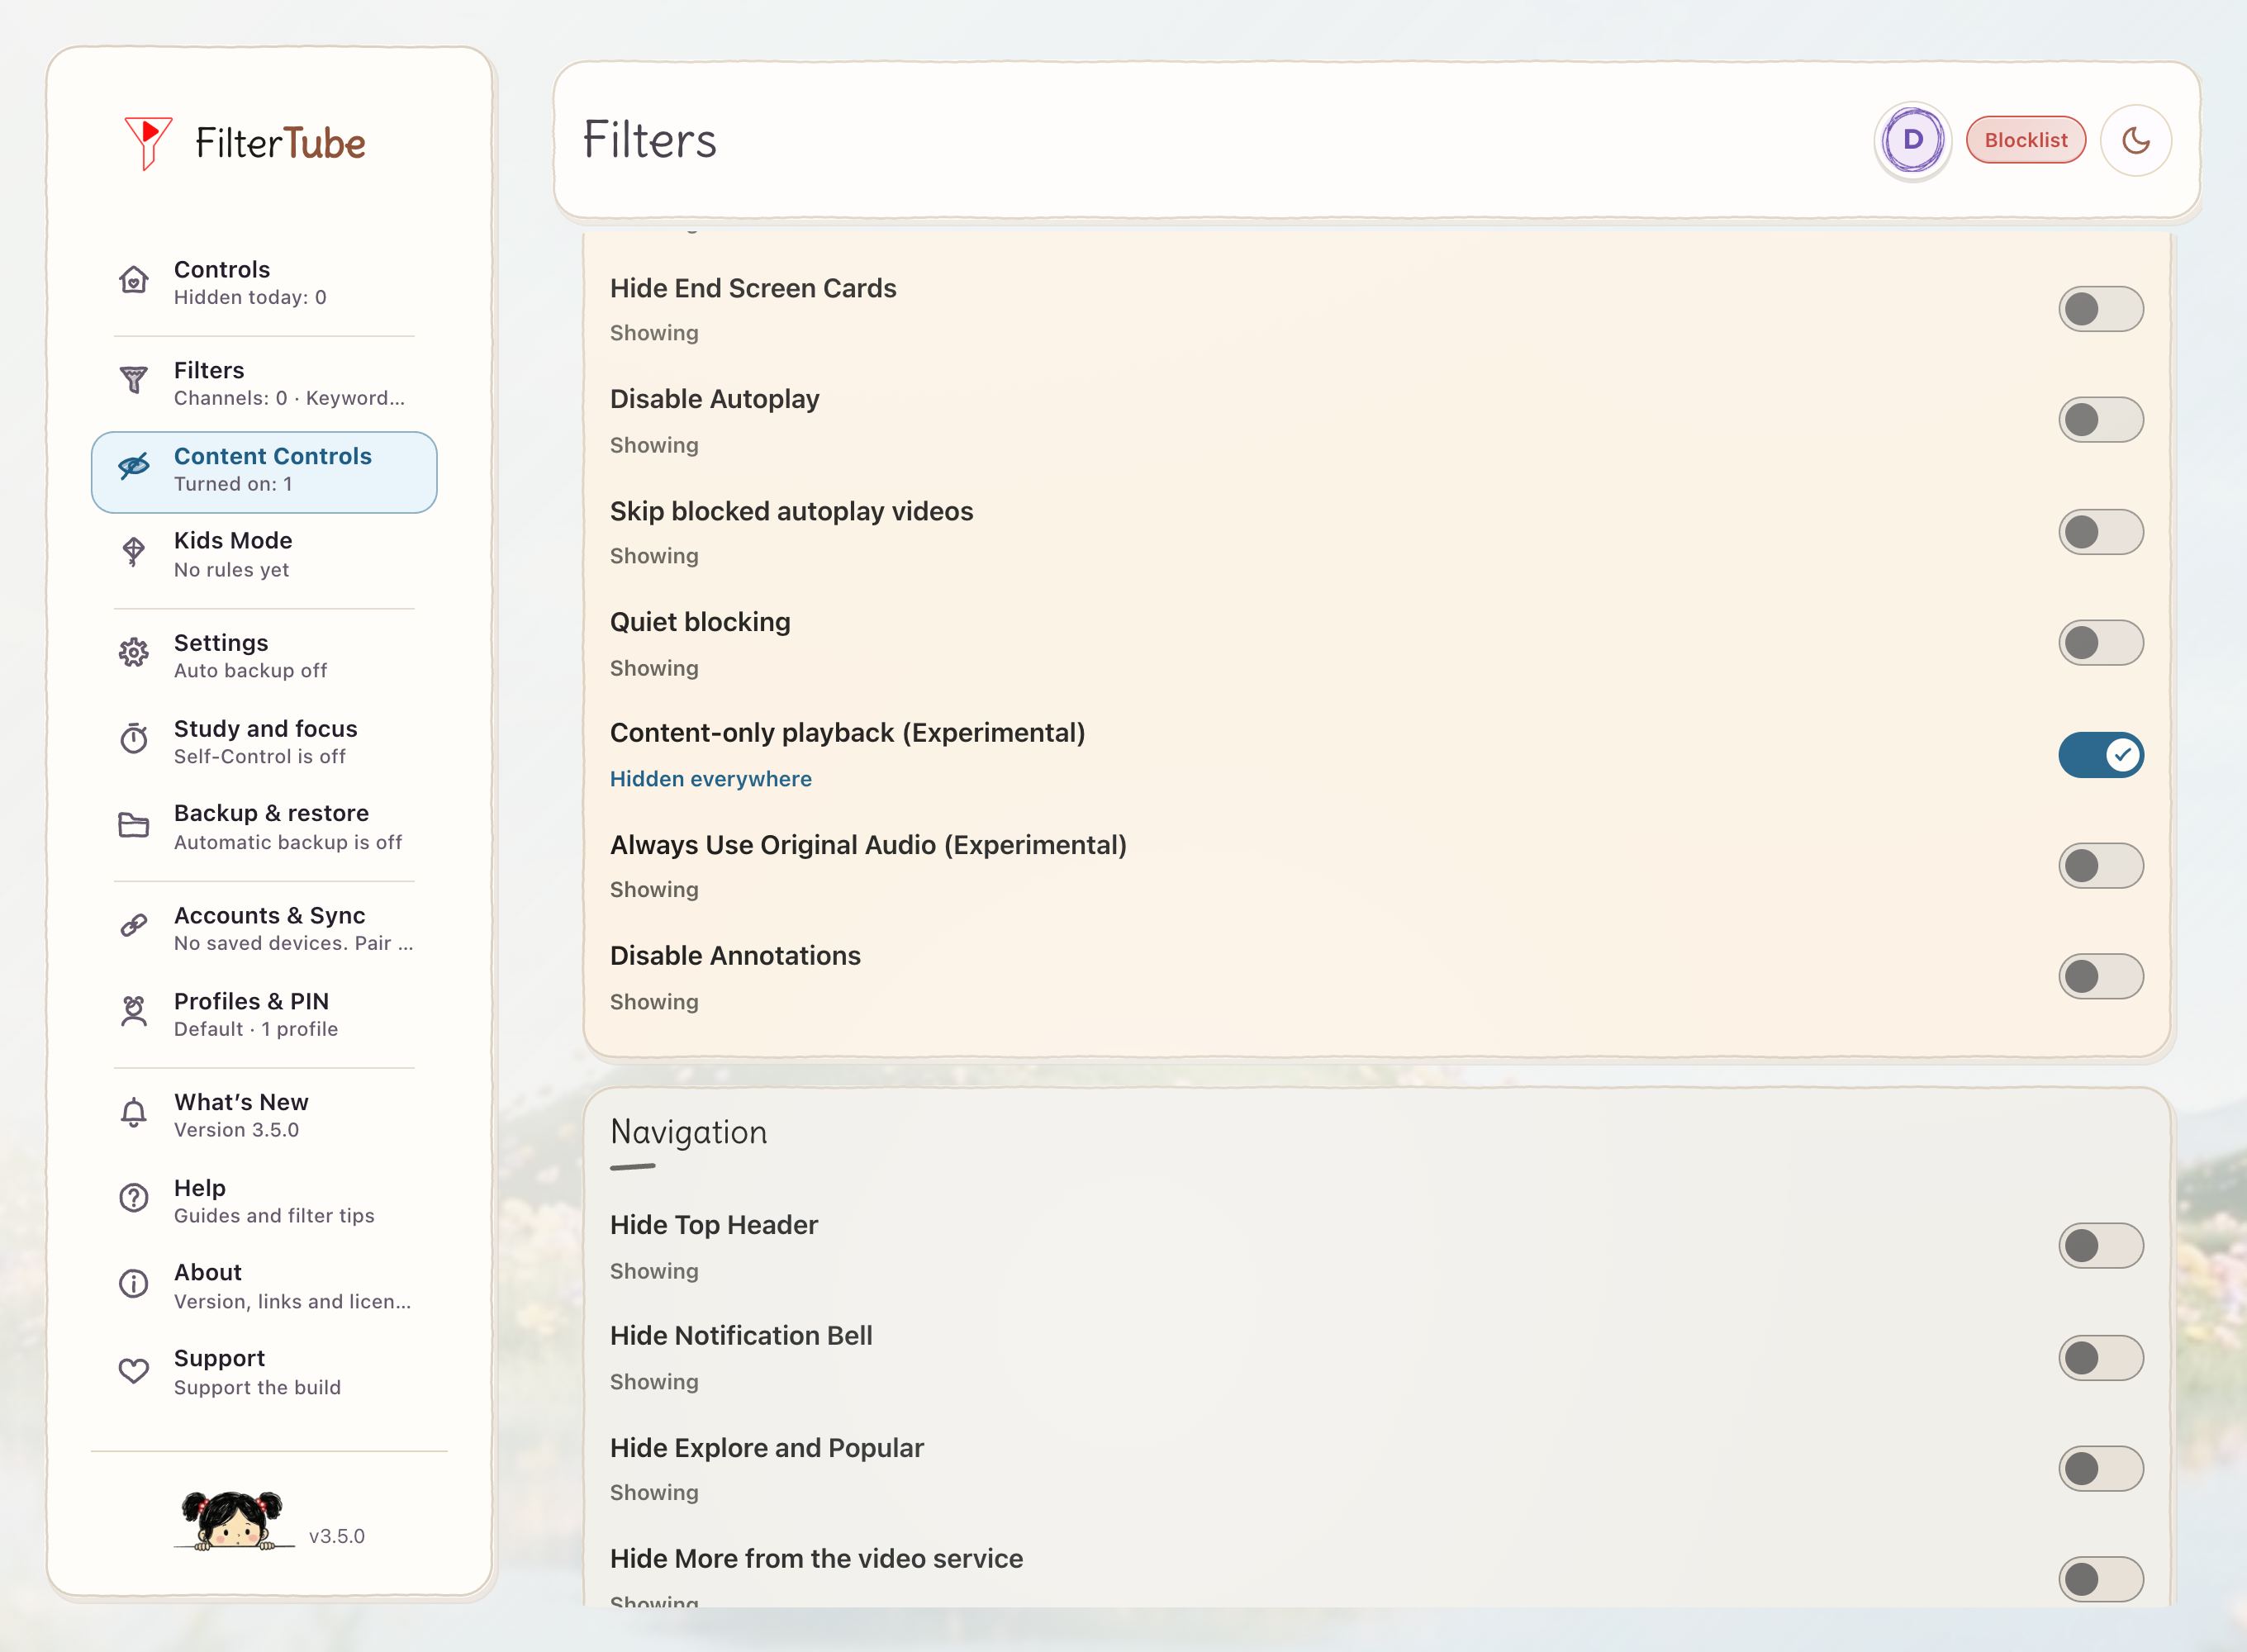 FilterTube
Controls
Hidden today: 0
Filters
Channels: 0 · Keyword...
Content Controls
Turned on: 1
Kids Mode
No rules yet
Settings
Auto backup off
Study and focus
Self-Control is off
Backup & restore
Automatic backup is off
Accounts & Sync
No saved devices. Pair ...
Profiles & PIN
Default · 1 profile
What’s New
Version 3.5.0
Help
Guides and filter tips
About
Version, links and licen...
Support
Support the build
v3.5.0
Filters
D
Blocklist
Hide End Screen Cards
Showing
Disable Autoplay
Showing
Skip blocked autoplay videos
Showing
Quiet blocking
Showing
Content-only playback (Experimental)
Hidden everywhere
Always Use Original Audio (Experimental)
Showing
Disable Annotations
Showing
Navigation
Hide Top Header
Showing
Hide Notification Bell
Showing
Hide Explore and Popular
Showing
Hide More from the video service
Showing